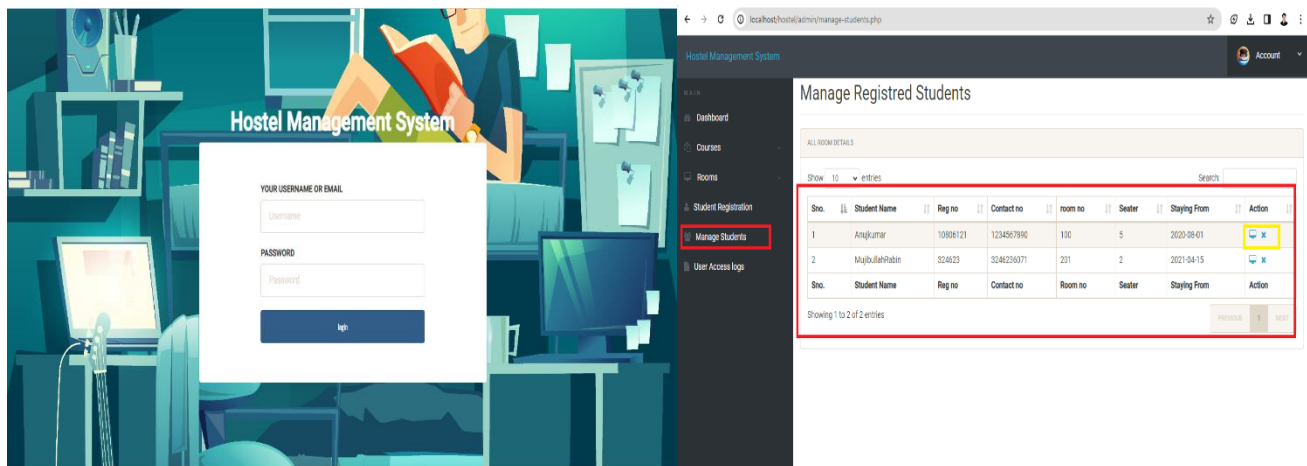 Hostel Management System
YOUR USERNAME OR EMAIL
Username
PASSWORD
Password
login
localhost/hostel/admin/manage-students.php
Hostel Management System
Account
MAIN
Dashboard
Courses
Rooms
Student Registration
Manage Students
User Access logs
Manage Registred Students
ALL ROOM DETAILS
Show 10 entries Search:
Sno. Student Name Reg no Contact no room no Seater Staying From Action
1 Anujkumar 10806121 1234567890 100 5 2020-08-01
2 MujibullahRabin 324623 3246236071 201 2 2021-04-15
Sno. Student Name Reg no Contact no Room no Seater Staying From Action
Showing 1 to 2 of 2 entries
PREVIOUS 1 NEXT